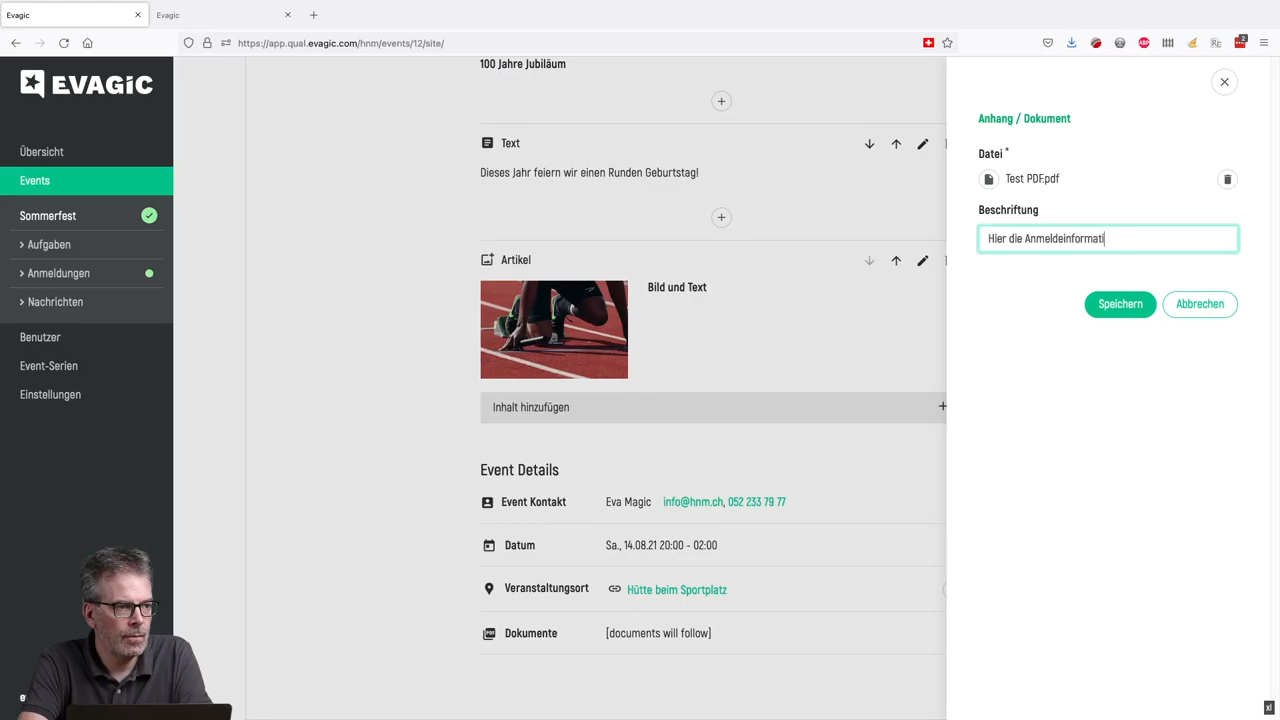 Evagic
Evagic
https://app.qual.evagic.com/hnm/events/12/site/
2
EVAGIC
Übersicht
Events
Sommerfest
Aufgaben
Anmeldungen
Nachrichten
Benutzer
Event-Serien
Einstellungen
100 Jahre Jubiläum
Text
Dieses Jahr feiern wir einen Runden Geburtstag!
Artikel
Bild und Text
Inhalt hinzufügen
Event Details
Event Kontakt Eva Magic info@hnm.ch, 052 233 79 77
Datum Sa., 14.08.21 20:00 - 02:00
Veranstaltungsort Hütte beim Sportplatz
Dokumente [documents will follow]
Anhang / Dokument
Datei *
Test PDF.pdf
Beschriftung
Hier die Anmeldeinformati
Speichern Abbrechen
xl